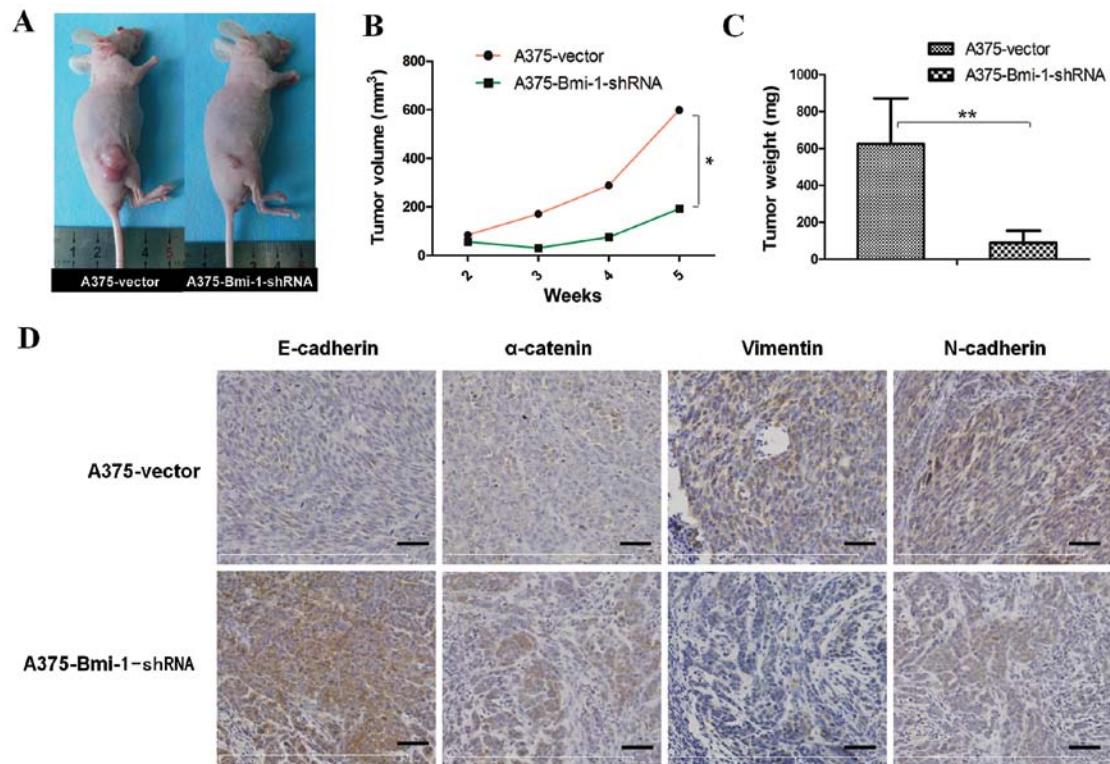 A
1 2 4 5
A375-vector
A375-Bmi-1-shRNA
B
A375-vector
A375-Bmi-1-shRNA
800
600
400
200
0
Tumor volume (mm³)
*
2 3 4 5
Weeks
C
A375-vector
A375-Bmi-1-shRNA
1000
800
600
400
200
0
Tumor weight (mg)
**
D
E-cadherin α-catenin Vimentin N-cadherin
A375-vector
A375-Bmi-1-shRNA